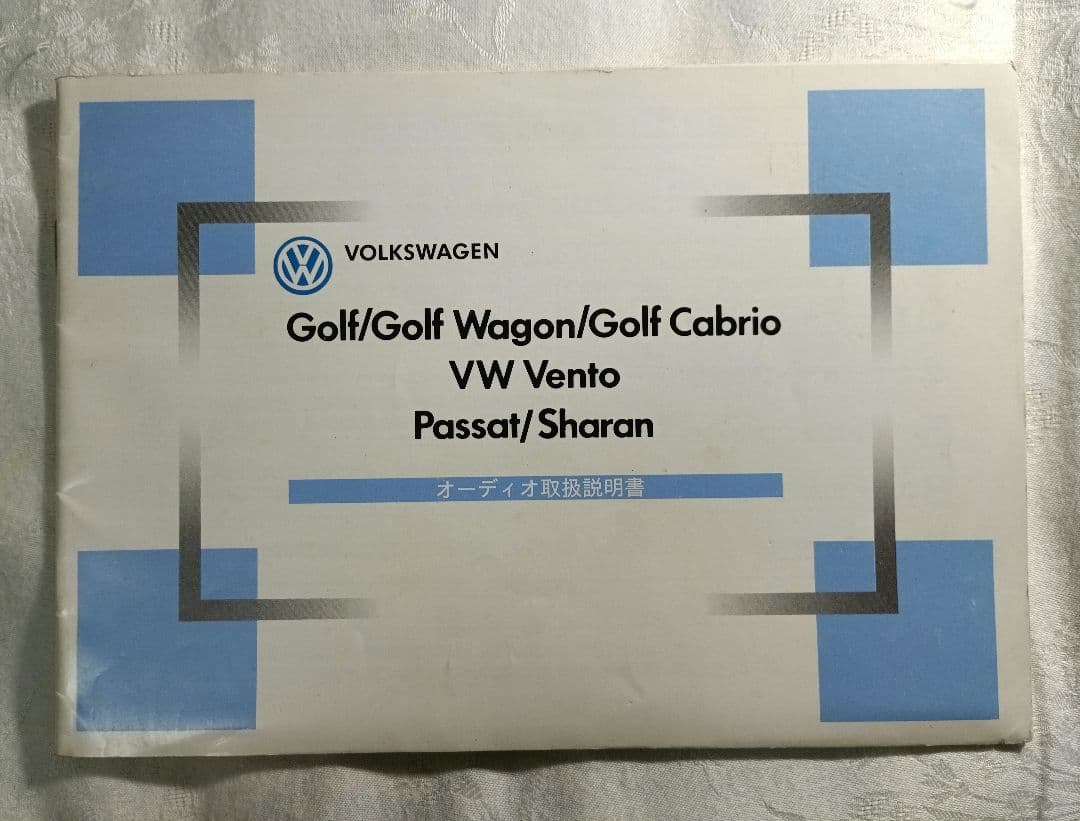 VOLKSWAGEN
Golf/Golf Wagon/Golf Cabrio
VW Vento
Passat/Sharan
オーディオ取扱説明書